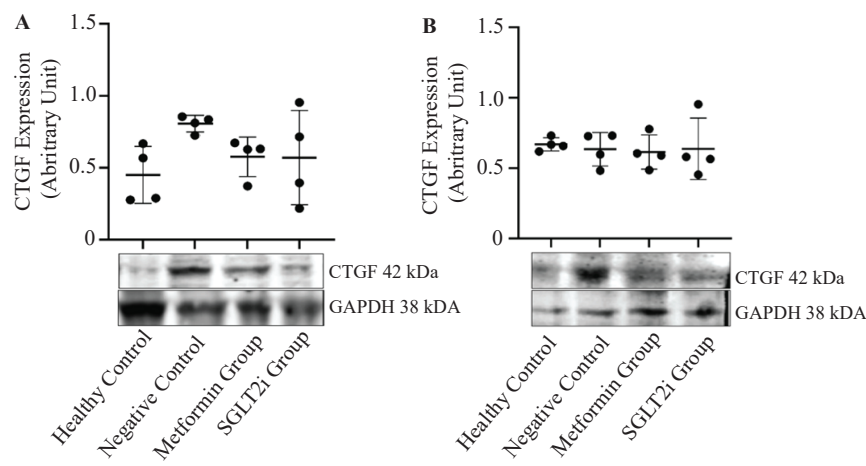 A
CTGF Expression
(Abritrary Unit)
1.5
1.0
0.5
0
CTGF 42 kDa
GAPDH 38 kDA
Healthy Control
Negative Control
Metformin Group
SGLT2i Group
B
CTGF Expression
(Abritrary Unit)
1.5
1.0
0.5
0
CTGF 42 kDa
GAPDH 38 kDA
Healthy Control
Negative Control
Metformin Group
SGLT2i Group